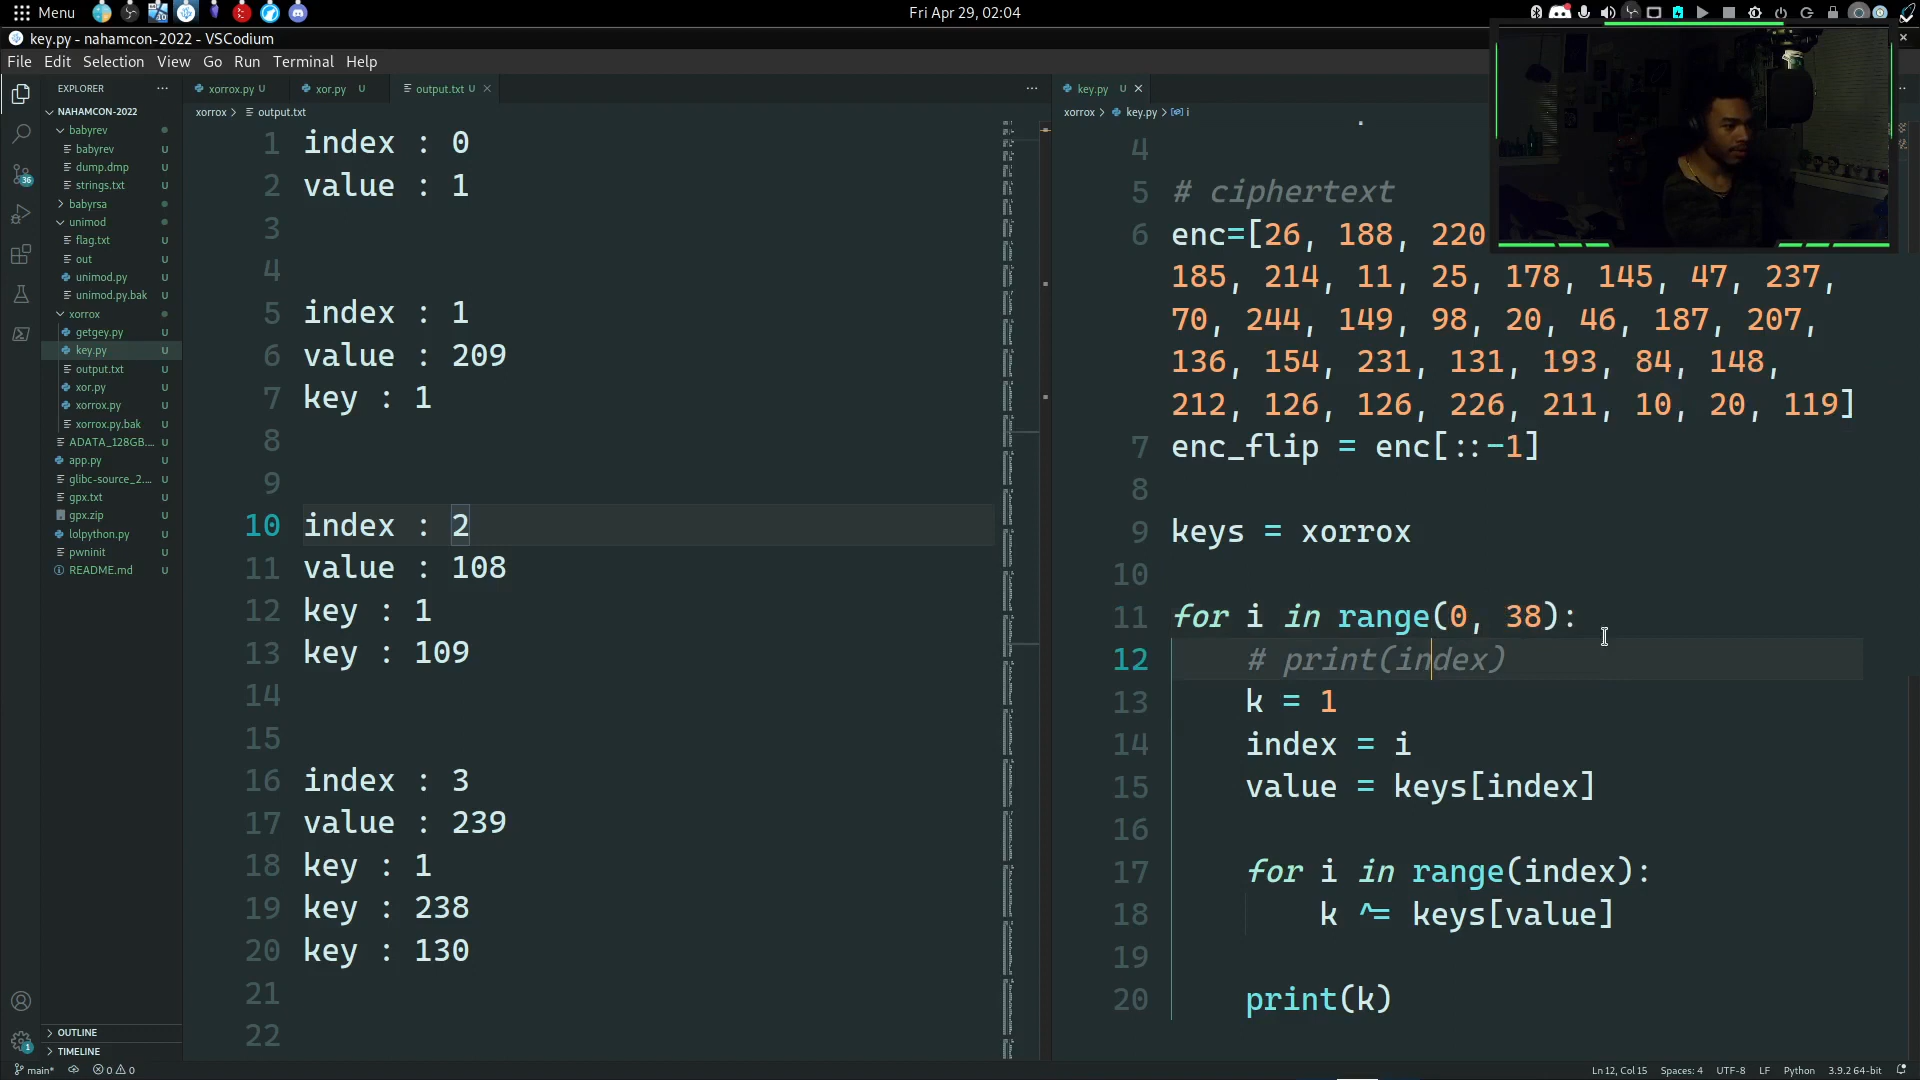 Menu
Fri Apr 29, 02:04
key.py - nahamcon-2022 - VSCodium
File Edit Selection View Go Run Terminal Help
EXPLORER
NAHAMCON-2022
babyrev
babyrev U
dump.dmp U
strings.txt U
babyrsa
unimod
flag.txt U
out U
unimod.py U
unimod.py.bak U
xorrox
getgey.py U
key.py U
output.txt U
xor.py U
xorrox.py U
xorrox.py.bak U
ADATA_128GB.... U
app.py U
glibc-source_2.... U
gpx.txt U
gpx.zip U
lolpython.py U
pwninit U
README.md U
OUTLINE
TIMELINE
36
1
xorrox.py U
xor.py U
output.txt U
xorrox > output.txt
1 index : 0
2 value : 1
3
4
5 index : 1
6 value : 209
7 key : 1
8
9
10 index : 2
11 value : 108
12 key : 1
13 key : 109
14
15
16 index : 3
17 value : 239
18 key : 1
19 key : 238
20 key : 130
21
22
key.py U
xorrox > key.py > i
4
5 # ciphertext
6 enc=[26, 188, 220
185, 214, 11, 25, 178, 145, 47, 237,
70, 244, 149, 98, 20, 46, 187, 207,
136, 154, 231, 131, 193, 84, 148,
212, 126, 126, 226, 211, 10, 20, 119]
7 enc_flip = enc[::-1]
8
9 keys = xorrox
10
11 for i in range(0, 38):
12 # print(index)
13 k = 1
14 index = i
15 value = keys[index]
16
17 for i in range(index):
18 k ^= keys[value]
19
20 print(k)
main* 0 0
Ln 12, Col 15 Spaces: 4 UTF-8 LF Python 3.9.2 64-bit